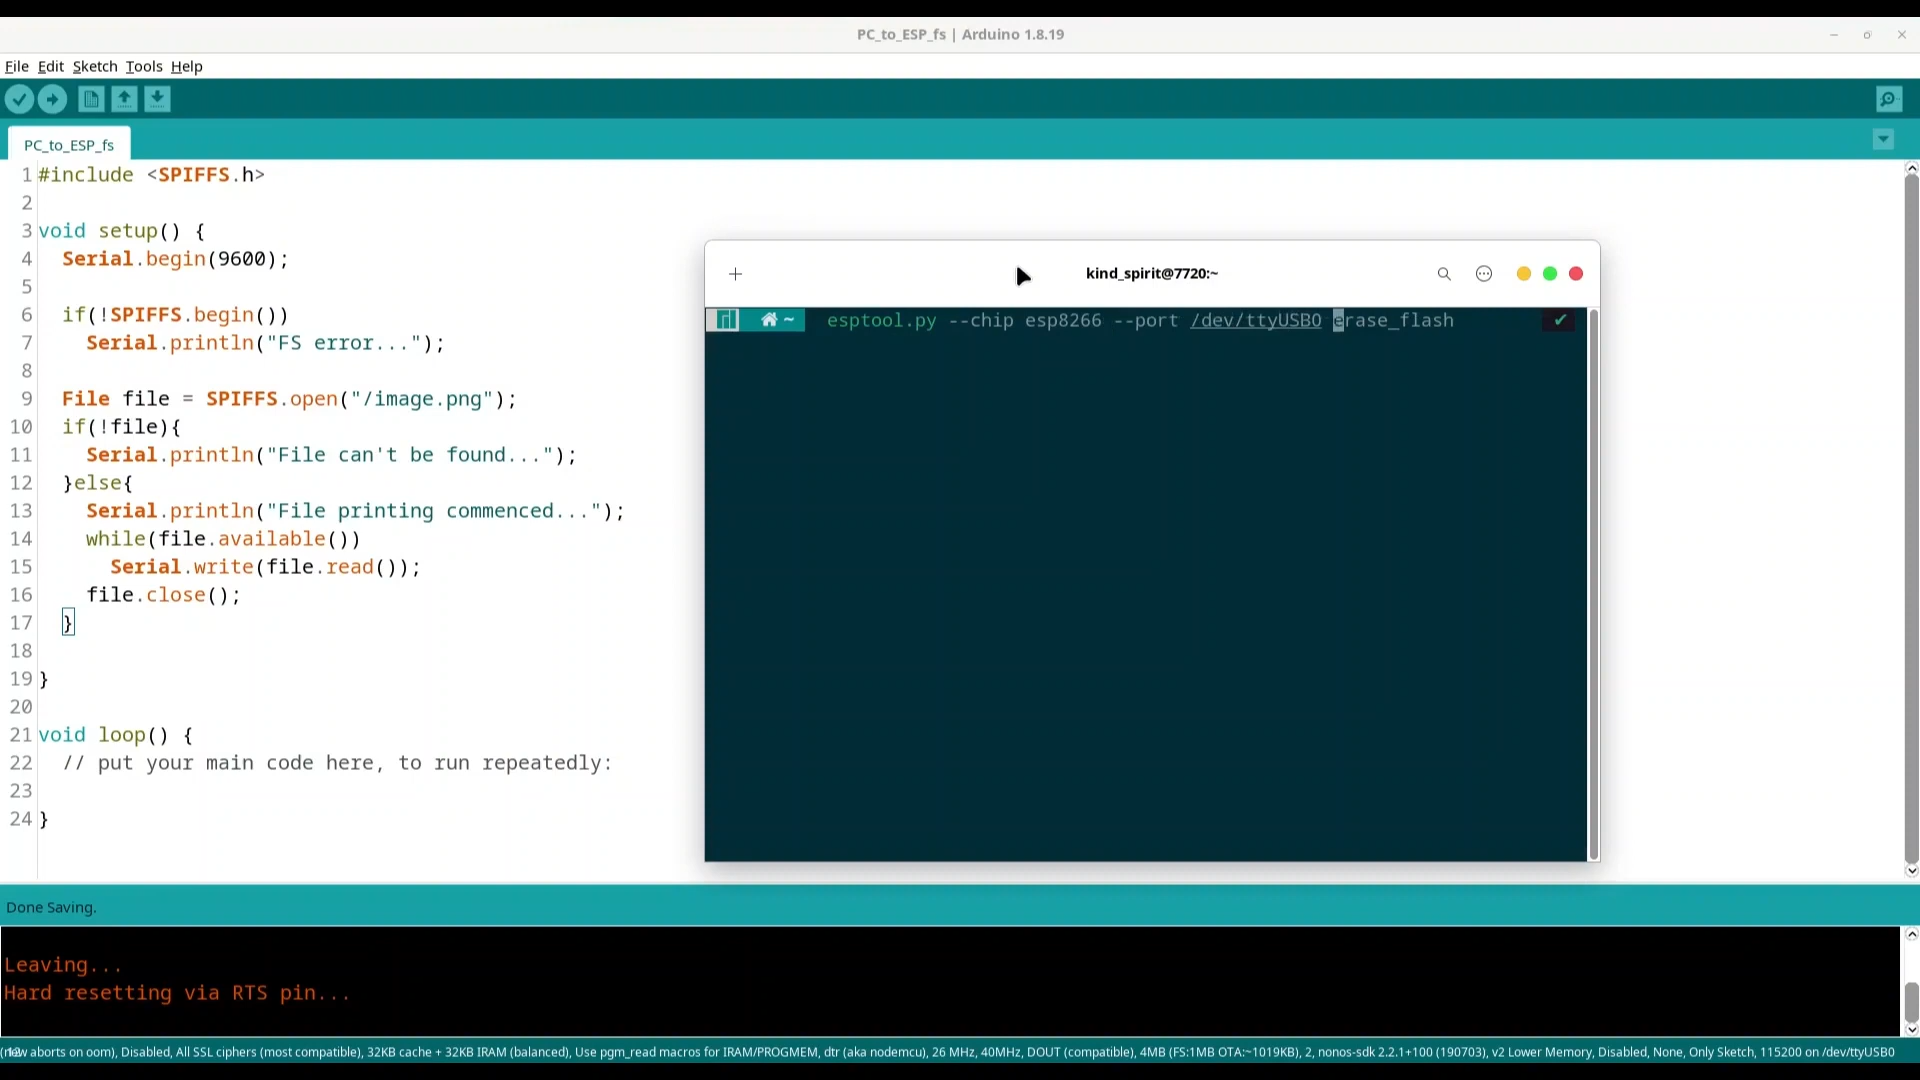 PC_to_ESP_fs | Arduino 1.8.19
File Edit Sketch Tools Help
PC_to_ESP_fs
1 #include <SPIFFS.h>
2
3 void setup() {
4 Serial.begin(9600);
5
6 if(!SPIFFS.begin())
7 Serial.println("FS error...");
8
9 File file = SPIFFS.open("/image.png");
10 if(!file){
11 Serial.println("File can't be found...");
12 }else{
13 Serial.println("File printing commenced...");
14 while(file.available())
15 Serial.write(file.read());
16 file.close();
17 }
18
19 }
20
21 void loop() {
22 // put your main code here, to run repeatedly:
23
24 }
kind_spirit@7720:~
~ esptool.py --chip esp8266 --port /dev/ttyUSB0 erase_flash
Done Saving.
Leaving...
Hard resetting via RTS pin...
aborts on oom), Disabled, All SSL ciphers (most compatible), 32KB cache + 32KB IRAM (balanced), Use pgm_read macros for IRAM/PROGMEM, dtr (aka nodemcu), 26 MHz, 40MHz, DOUT (compatible), 4MB (FS:1MB OTA:~1019KB), 2, nonos-sdk 2.2.1+100 (190703), v2 Lower Memory, Disabled, None, Only Sketch, 115200 on /dev/ttyUSB0